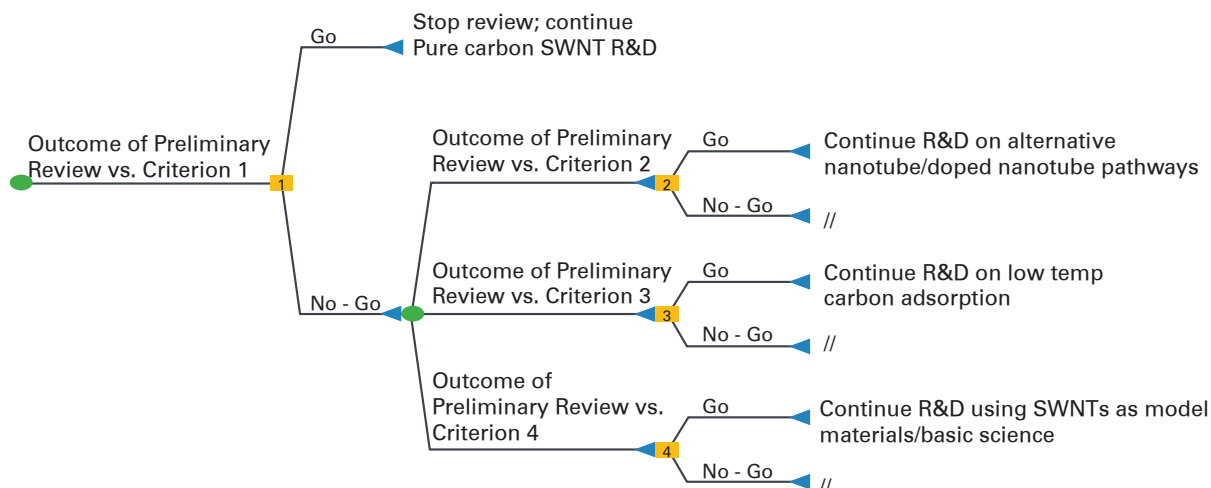 Stop review; continue
Go
Pure carbon SWNT R&D
Outcome of Preliminary
Review vs. Criterion 1
1
No - Go
Outcome of Preliminary
Review vs. Criterion 2
2
Go
Continue R&D on alternative
nanotube/doped nanotube pathways
No - Go
//
Outcome of Preliminary
Review vs. Criterion 3
3
Go
Continue R&D on low temp
carbon adsorption
No - Go
//
Outcome of
Preliminary Review vs.
Criterion 4
4
Go
Continue R&D using SWNTs as model
materials/basic science
No - Go
//